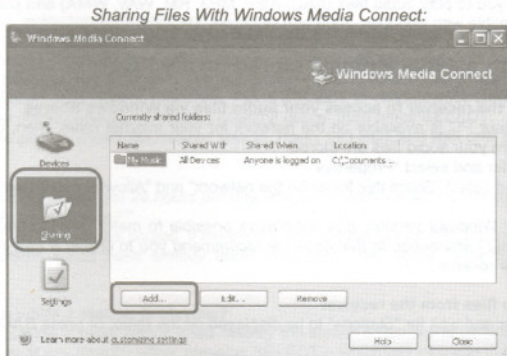 Sharing Files With Windows Media Connect:
Windows Media Connect
Windows Media Connect
Currently shared folders:
Name Shared With Shared When Location
My Music All Devices Anyone is logged on C:\Documents ...
Devices
Sharing
Settings
Add... Edit... Remove
Learn more about customizing settings
Help Close